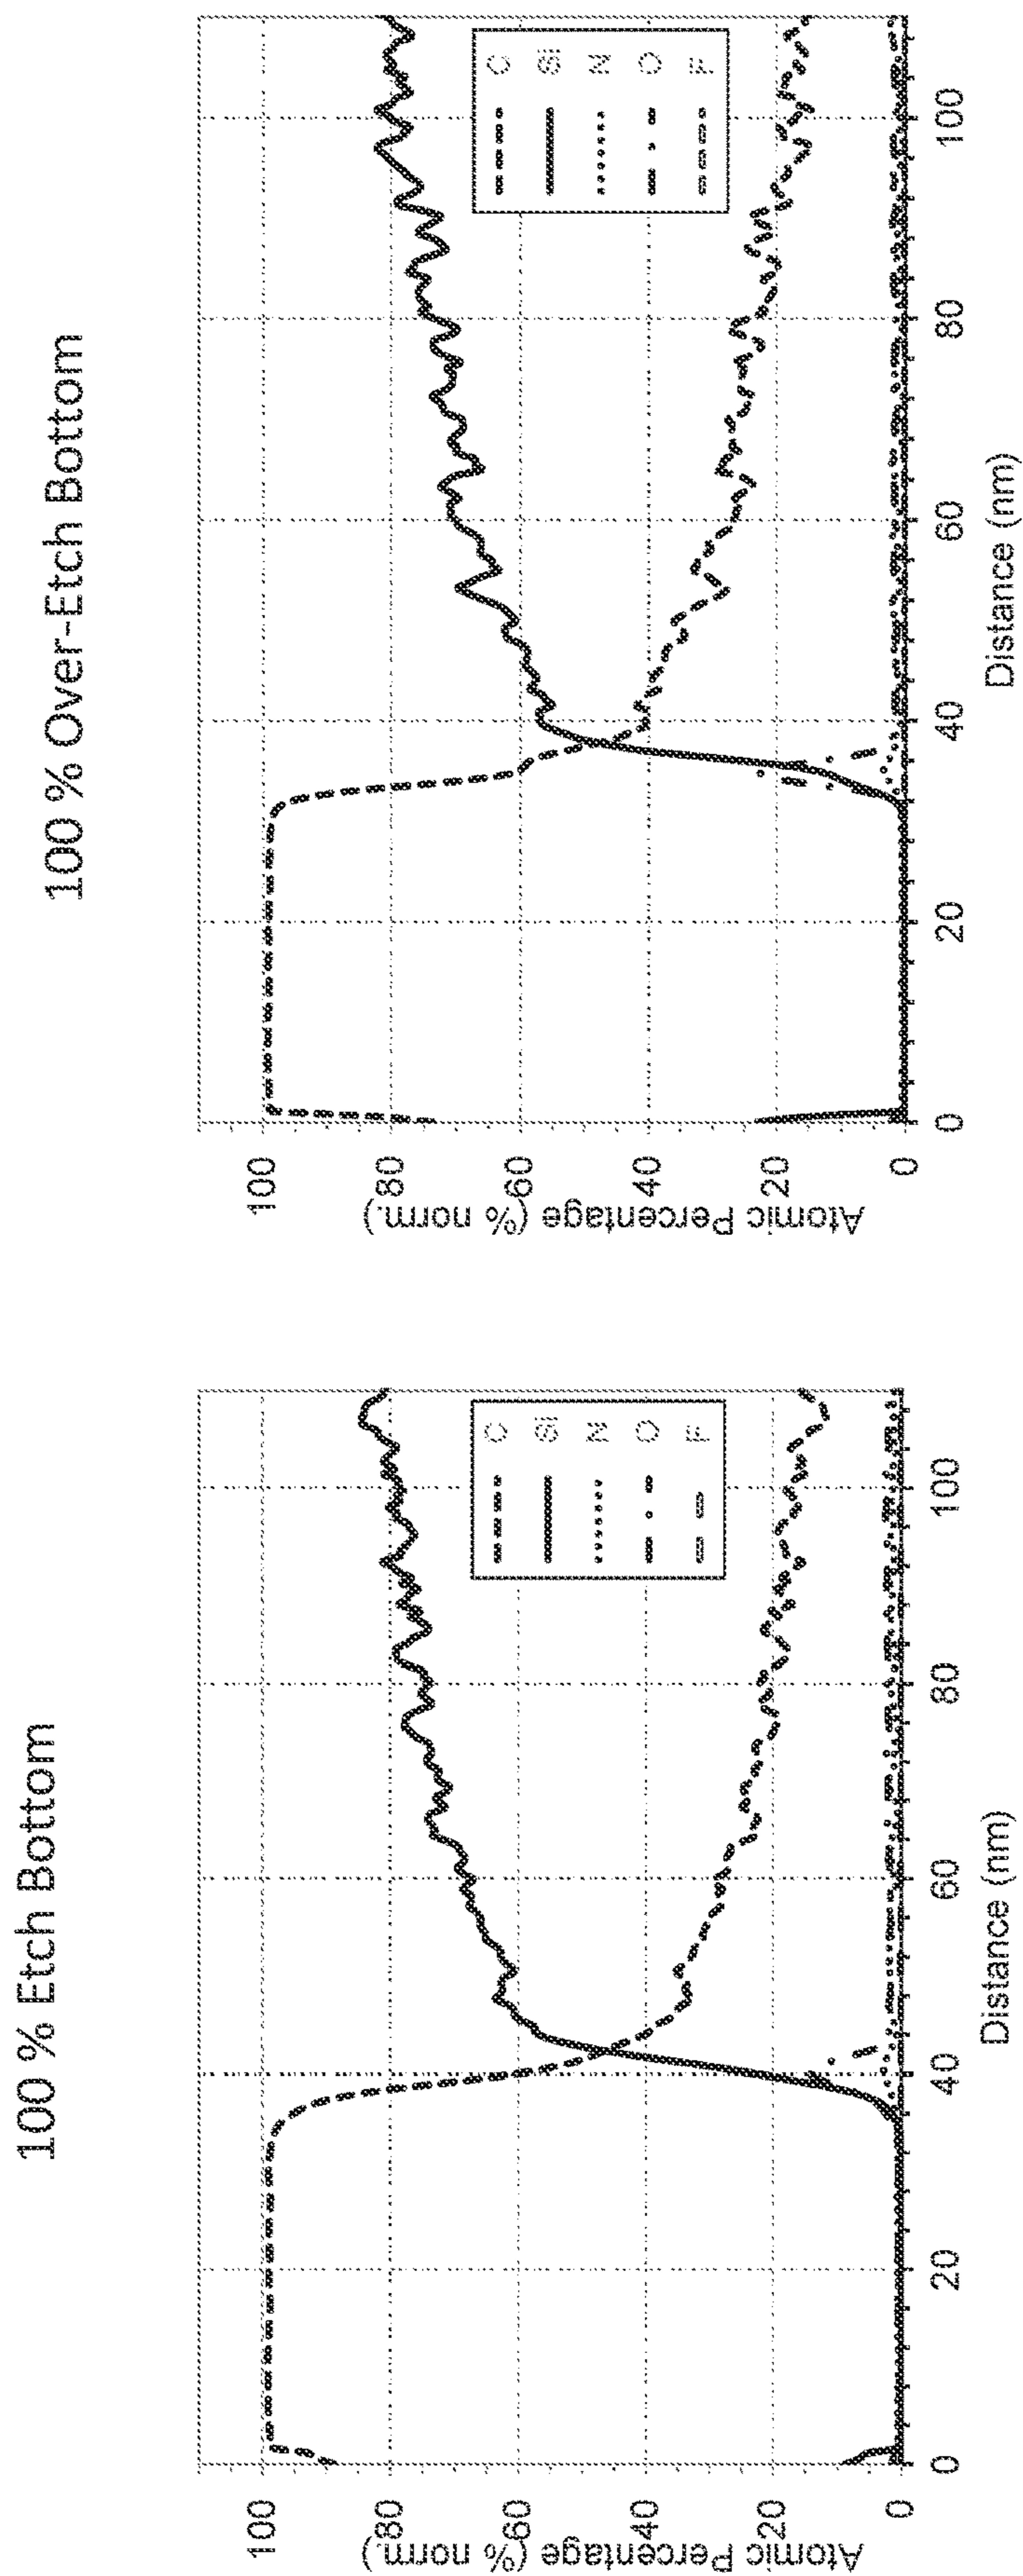 100 % Etch Bottom
Atomic Percentage (% norm.)
100
80
60
40
20
0
C
Si
N
O
F
0
20
40
60
80
100
Distance (nm)
100 % Over-Etch Bottom
Atomic Percentage (% norm.)
100
80
60
40
20
0
C
Si
N
O
F
0
20
40
60
80
100
Distance (nm)